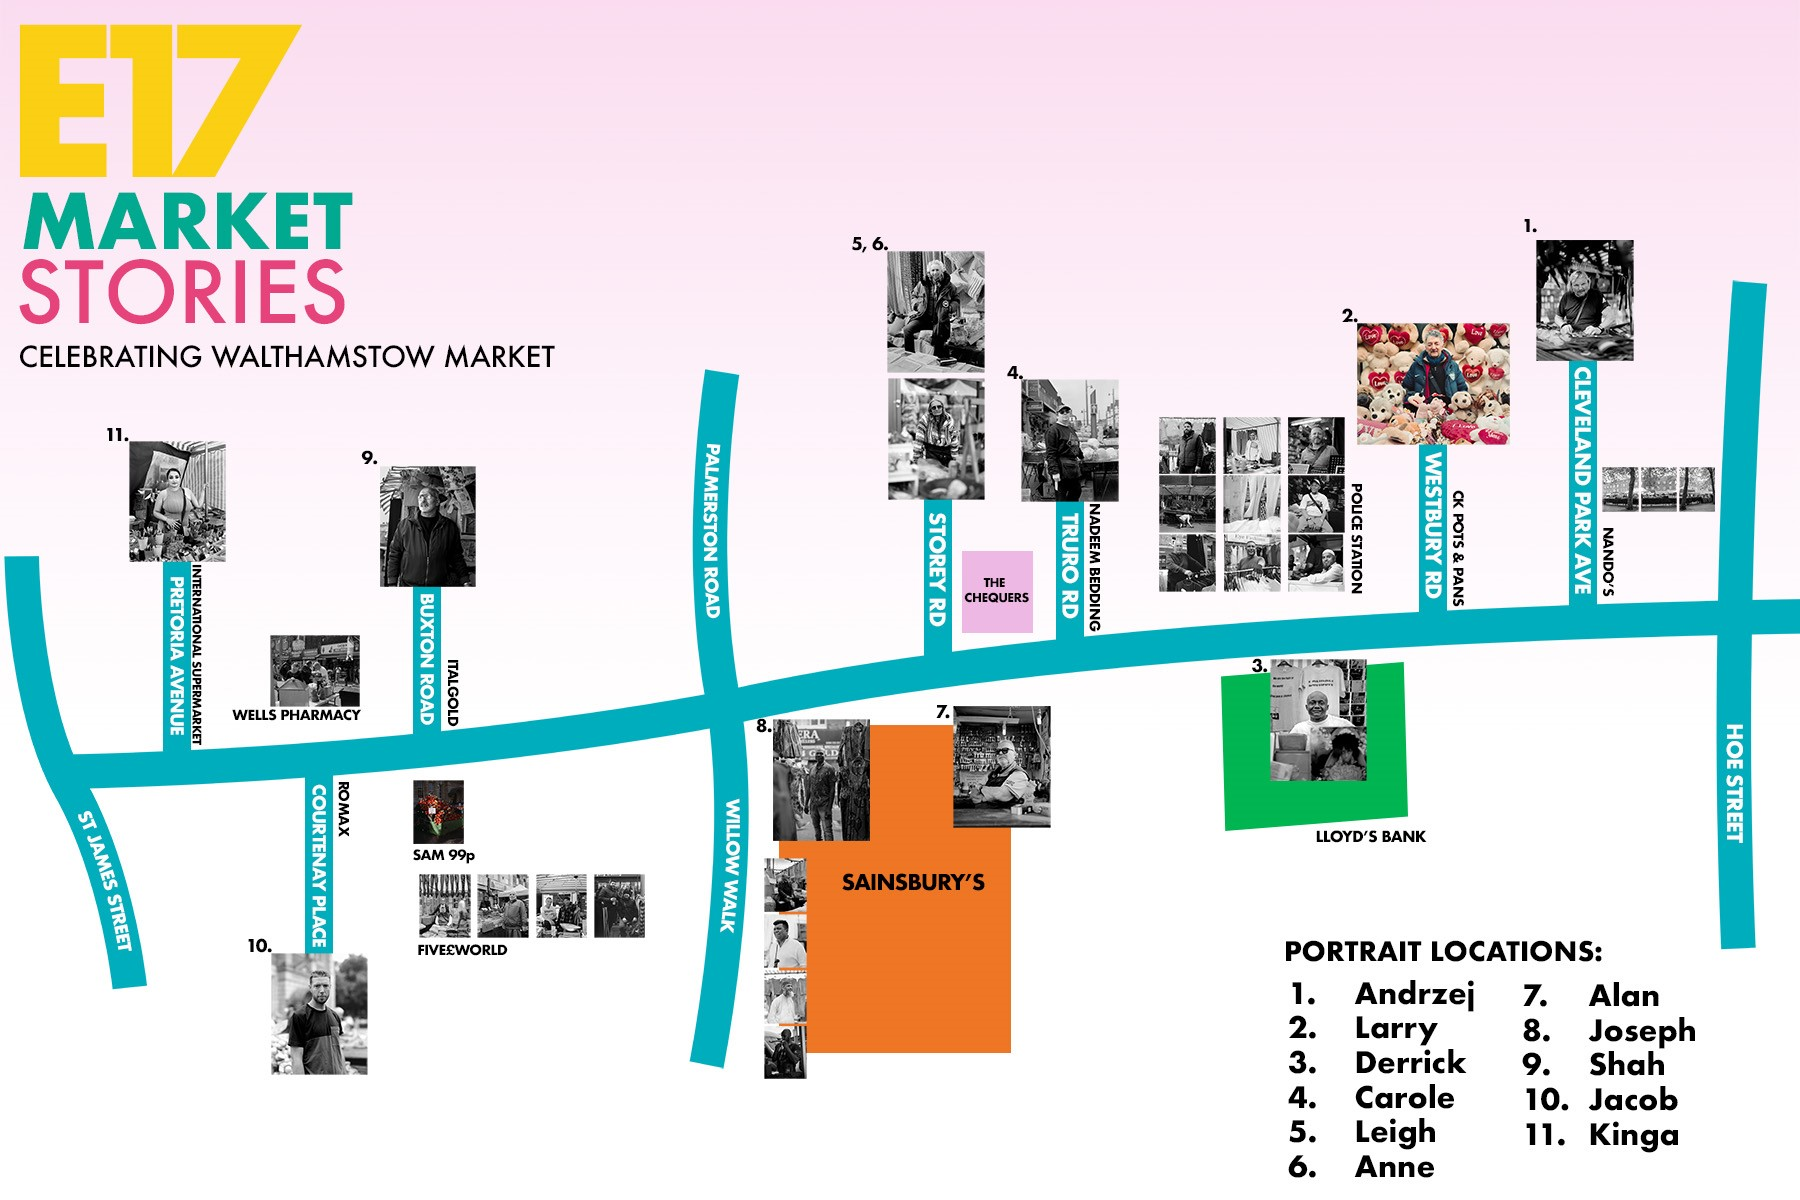 E17
MARKET
STORIES
CELEBRATING WALTHAMSTOW MARKET
11.
9.
5, 6.
4.
2.
1.
PRETORIA AVENUE
INTERNATIONAL SUPERMARKET
WELLS PHARMACY
BUXTON ROAD
ITALGOLD
PALMERSTON ROAD
STOREY RD
THE
CHEQUERS
TRURO RD
NADEEM BEDDING
POLICE STATION
WESTBURY RD
CK POTS & PANS
CLEVELAND PARK AVE
NANDO'S
ST JAMES STREET
COURTENAY PLACE
ROMAX
10.
SAM 99p
FIVE£WORLD
WILLOW WALK
8.
7.
SAINSBURY'S
3.
LLOYD'S BANK
HOE STREET
PORTRAIT LOCATIONS:
1. Andrzej
2. Larry
3. Derrick
4. Carole
5. Leigh
6. Anne
7. Alan
8. Joseph
9. Shah
10. Jacob
11. Kinga